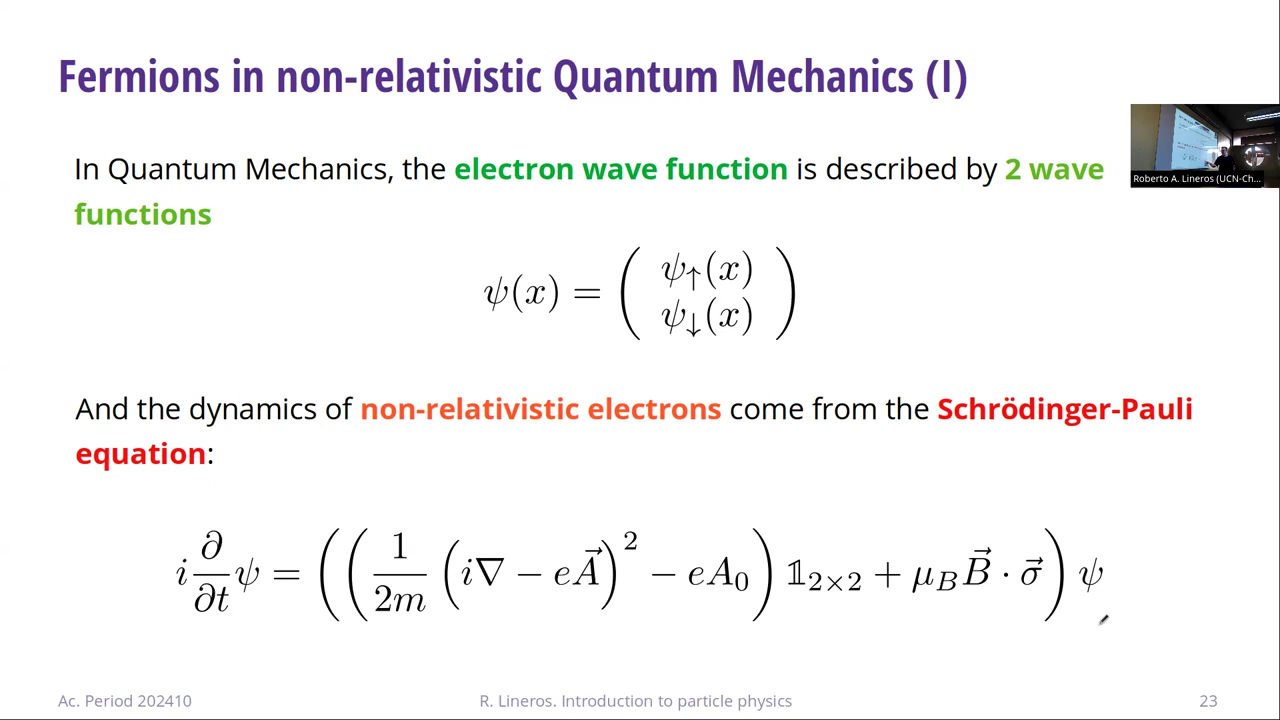 Fermions in non-relativistic Quantum Mechanics (I)
In Quantum Mechanics, the electron wave function is described by 2 wave
functions
Roberto A. Lineros (UCN-Ch...
ψ(x) = ( ψ↑(x)
ψ↓(x) )
And the dynamics of non-relativistic electrons come from the Schrödinger-Pauli
equation:
i ∂/∂t ψ = ( ( 1/2m ( i∇ − eA⃗ )² − eA₀ ) 𝟙₂ₓ₂ + μ_B B⃗ · σ⃗ ) ψ
Ac. Period 202410
R. Lineros. Introduction to particle physics
23